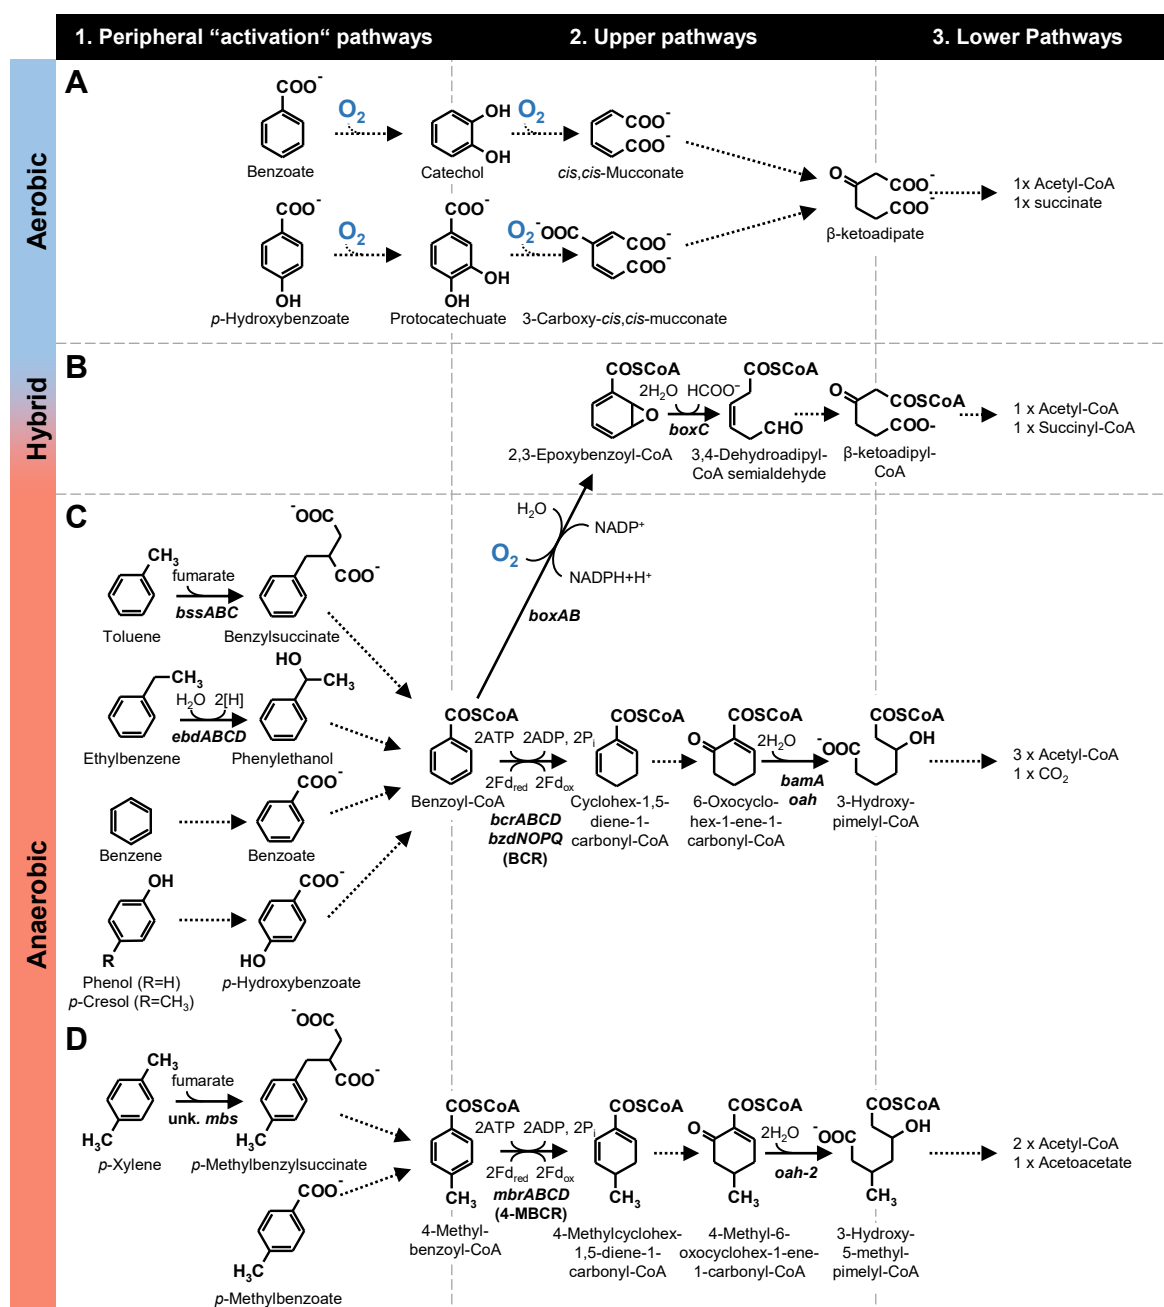 1. Peripheral “activation“ pathways
2. Upper pathways
3. Lower Pathways
Aerobic
Hybrid
Anaerobic
A
COO-
Benzoate
O2
OH
OH
Catechol
O2
COO-
COO-
cis,cis-Mucconate
COO-
OH
p-Hydroxybenzoate
O2
COO-
OH
OH
Protocatechuate
O2
-OOC
COO-
COO-
3-Carboxy-cis,cis-mucconate
O
COO-
COO-
β-ketoadipate
1x Acetyl-CoA
1x succinate
B
COSCoA
O
2,3-Epoxybenzoyl-CoA
2H2O
HCOO-
boxC
COSCoA
CHO
3,4-Dehydroadipyl-
CoA semialdehyde
O
COSCoA
COO-
β-ketoadipyl-
CoA
1 x Acetyl-CoA
1 x Succinyl-CoA
C
H2O
NADP+
O2
NADPH+H+
boxAB
CH3
Toluene
fumarate
bssABC
-OOC
COO-
Benzylsuccinate
CH3
Ethylbenzene
H2O
2[H]
ebdABCD
HO
CH3
Phenylethanol
Benzene
COO-
Benzoate
OH
R
Phenol (R=H)
p-Cresol (R=CH3)
COO-
HO
p-Hydroxybenzoate
COSCoA
Benzoyl-CoA
2ATP
2ADP, 2Pi
2Fdred
2Fdox
bcrABCD
bzdNOPQ
(BCR)
COSCoA
Cyclohex-1,5-
diene-1-
carbonyl-CoA
COSCoA
O
6-Oxocyclo-
hex-1-ene-1-
carbonyl-CoA
2H2O
bamA
oah
COSCoA
-OOC
OH
3-Hydroxy-
pimelyl-CoA
3 x Acetyl-CoA
1 x CO2
D
CH3
H3C
p-Xylene
fumarate
unk. mbs
-OOC
COO-
H3C
p-Methylbenzylsuccinate
COO-
H3C
p-Methylbenzoate
COSCoA
CH3
4-Methyl-
benzoyl-CoA
2ATP
2ADP, 2Pi
2Fdred
2Fdox
mbrABCD
(4-MBCR)
COSCoA
CH3
4-Methylcyclohex-
1,5-diene-1-
carbonyl-CoA
COSCoA
O
CH3
4-Methyl-6-
oxocyclohex-1-ene-
1-carbonyl-CoA
2H2O
oah-2
COSCoA
-OOC
OH
CH3
3-Hydroxy-
5-methyl-
pimelyl-CoA
2 x Acetyl-CoA
1 x Acetoacetate